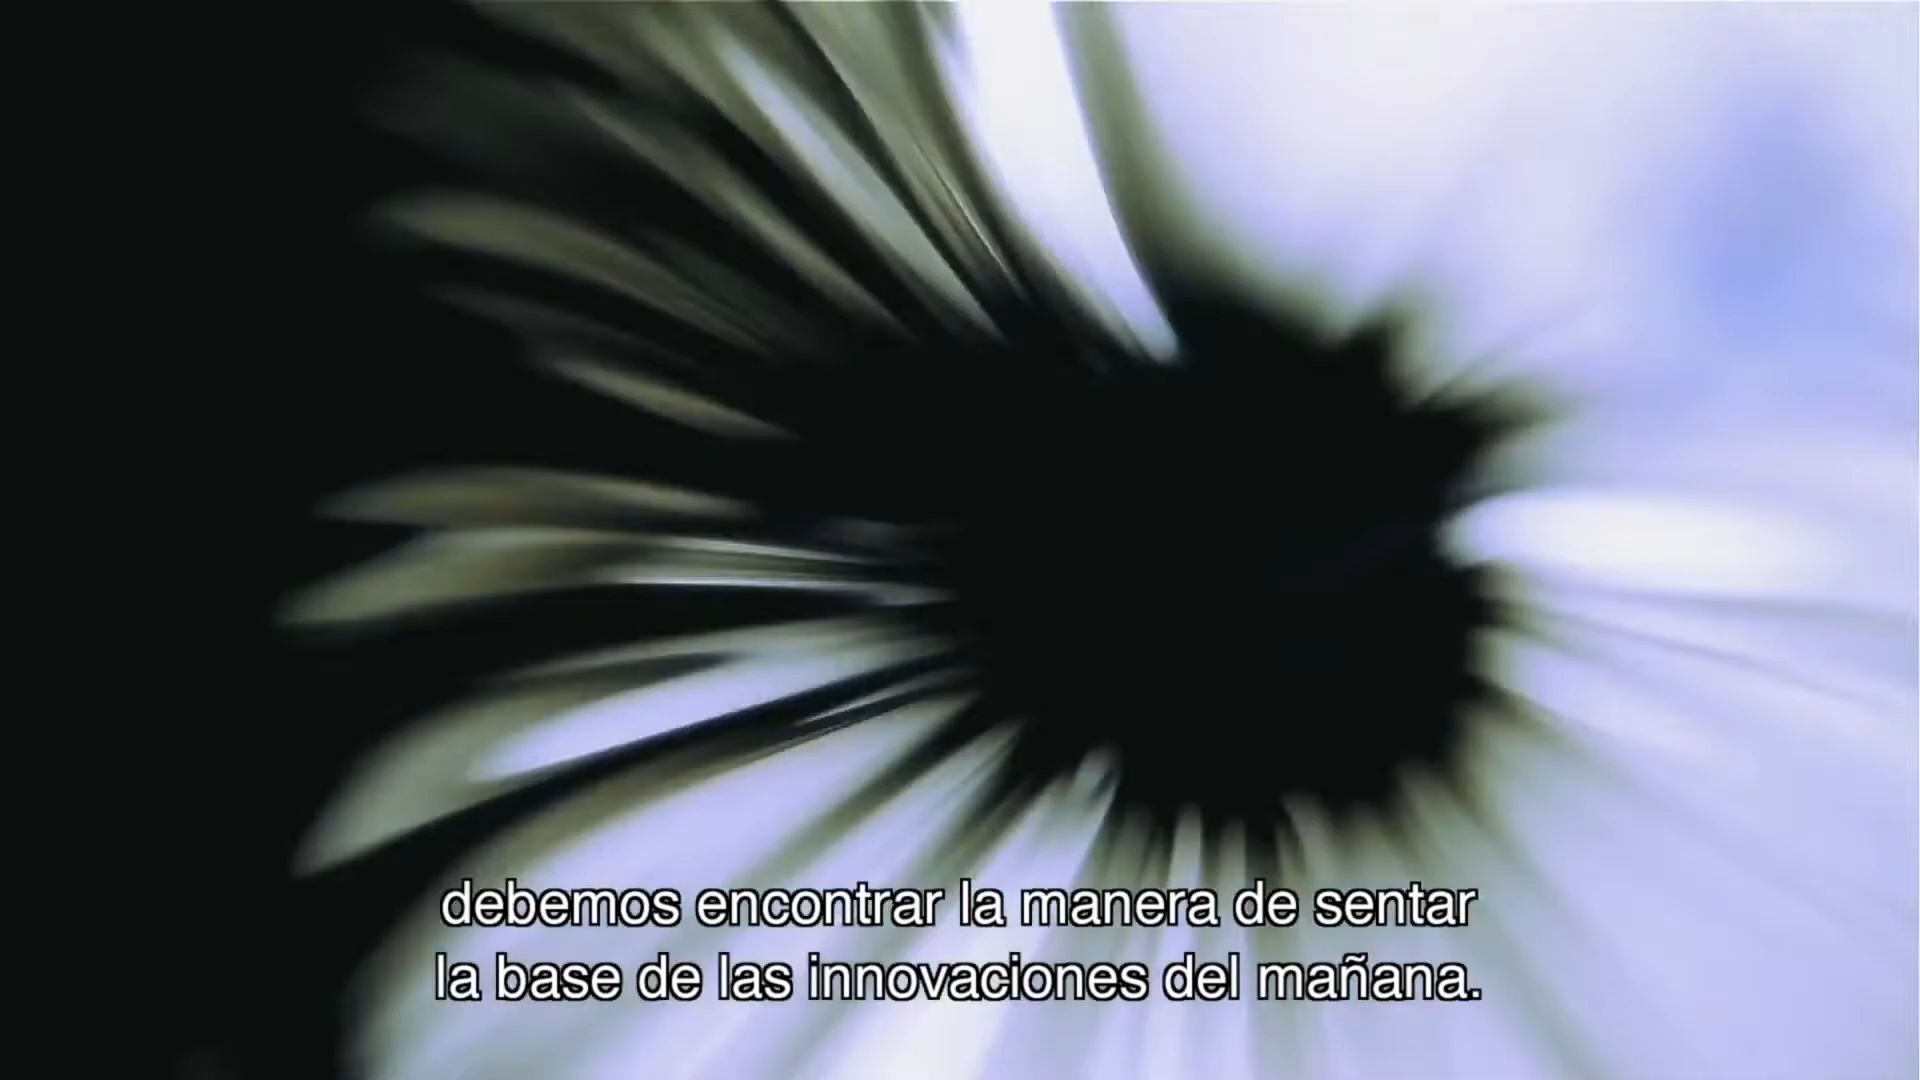 debemos encontrar la manera de sentar
la base de las innovaciones del mañana.